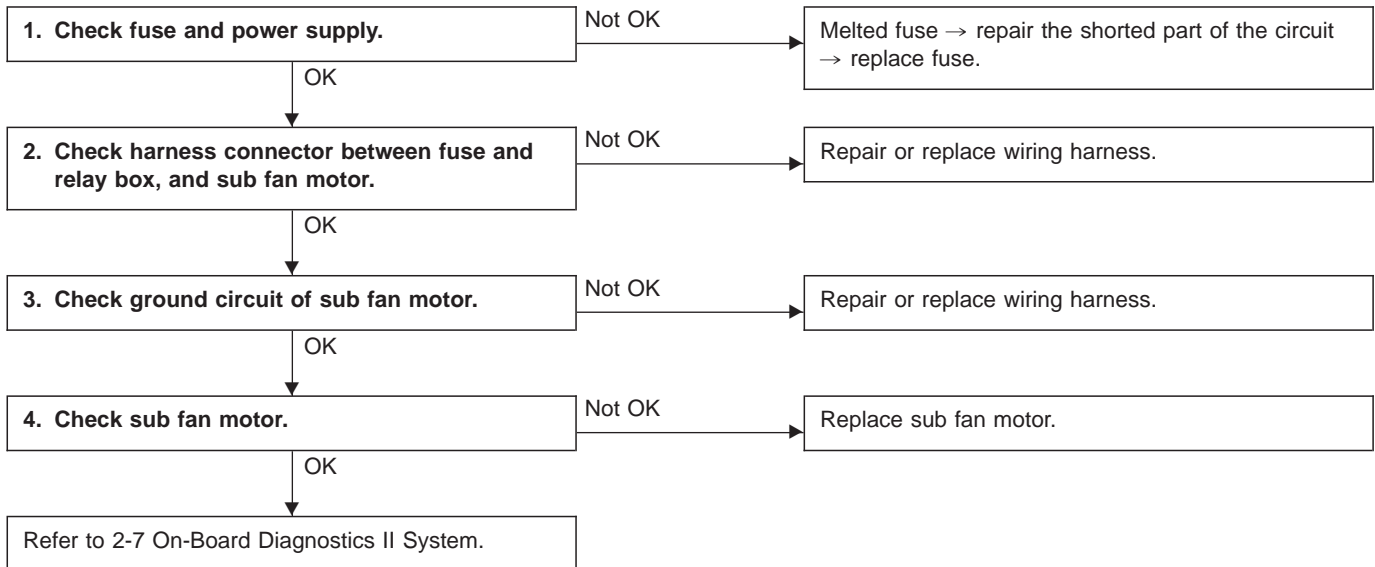 1. Check fuse and power supply.
Not OK
Melted fuse → repair the shorted part of the circuit
→ replace fuse.
OK
2. Check harness connector between fuse and
relay box, and sub fan motor.
Not OK
Repair or replace wiring harness.
OK
3. Check ground circuit of sub fan motor.
Not OK
Repair or replace wiring harness.
OK
4. Check sub fan motor.
Not OK
Replace sub fan motor.
OK
Refer to 2-7 On-Board Diagnostics II System.